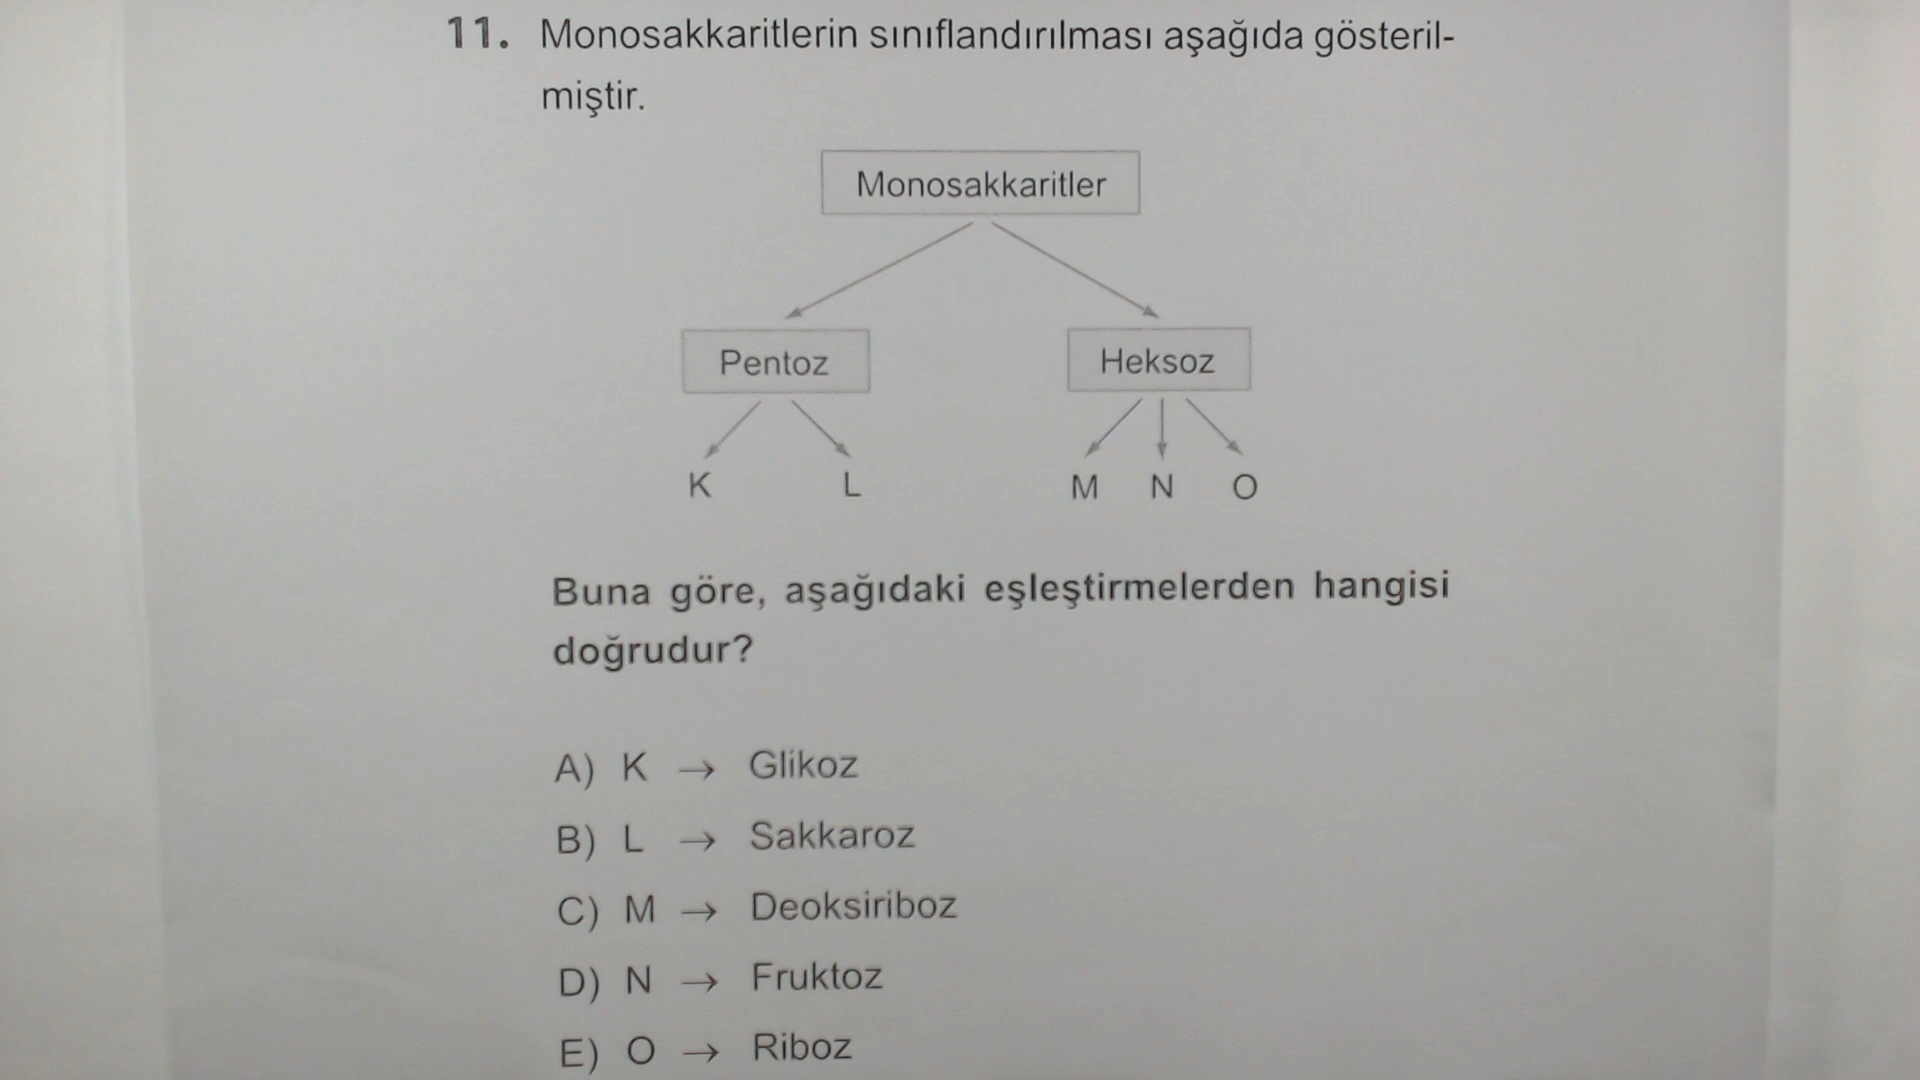 11. Monosakkaritlerin sınıflandırılması aşağıda gösteril-
miştir.
Monosakkaritler
Pentoz Heksoz
K L M N O
Buna göre, aşağıdaki eşleştirmelerden hangisi
doğrudur?
A) K → Glikoz
B) L → Sakkaroz
C) M → Deoksiriboz
D) N → Fruktoz
E) O → Riboz